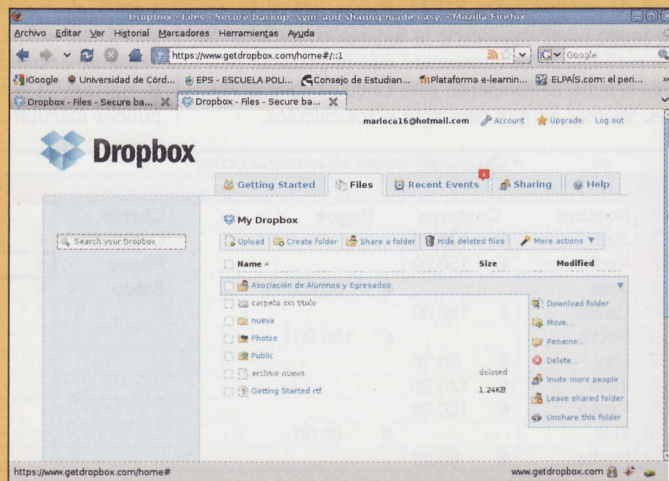 Dropbox - Files - Secure backup, sync and sharing made easy. - Mozilla Firefox
Archivo Editar Ver Historial Marcadores Herramientas Ayuda
https://www.getdropbox.com/home#/::1
Google
iGoogle Universidad de Córd... EPS - ESCUELA POLI... Consejo de Estudian... Plataforma e-learnin... ELPAÍS.com: el peri... »
Dropbox - Files - Secure ba... Dropbox - Files - Secure ba...
marloca16@hotmail.com Account Upgrade Log out
Dropbox
Getting Started Files Recent Events Sharing Help
My Dropbox
Search your Dropbox
Upload Create folder Share a folder Hide deleted files More actions
Name Size Modified
Asociación de Alumnos y Egresados
carpeta sin titulo
nueva
Photos
Public
archivo nuevo deleted
Getting Started.rtf 1.24KB
Download folder
Move...
Rename...
Delete...
Invite more people
Leave shared folder
Unshare this folder
https://www.getdropbox.com/home# www.getdropbox.com